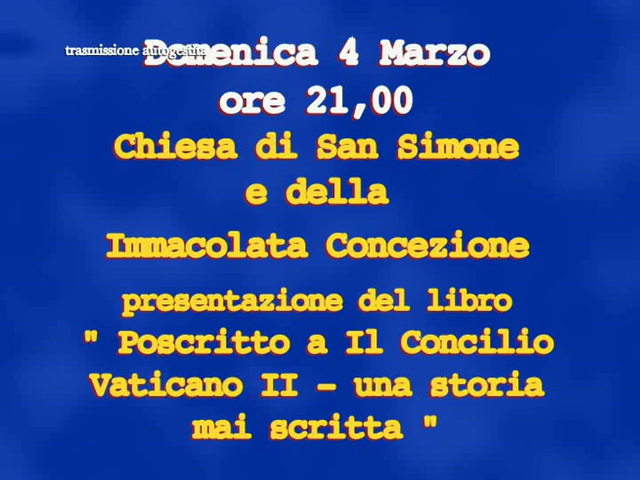 trasmissione autogestita
Domenica 4 Marzo
ore 21,00
Chiesa di San Simone
e della
Immacolata Concezione
presentazione del libro
" Poscritto a Il Concilio
Vaticano II - una storia
mai scritta "